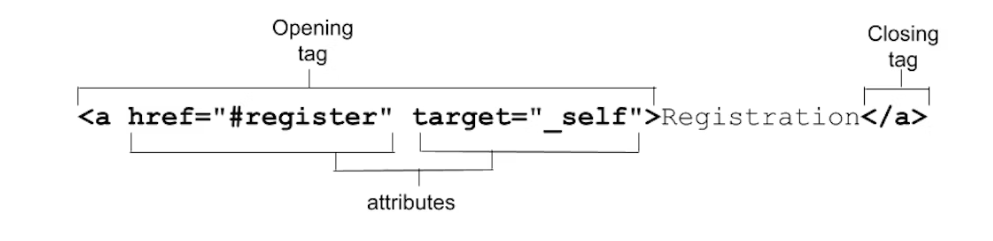 Opening
tag
Closing
tag
<a href="#register" target="_self">Registration</a>
attributes